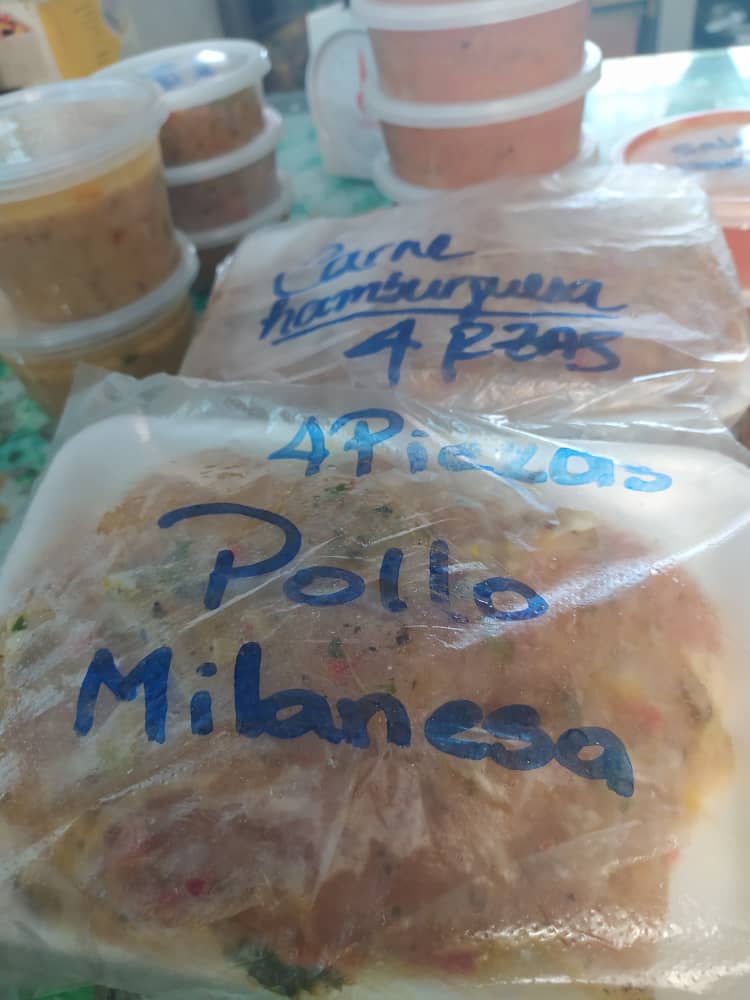 Carne
hamburguesa
4 PZAS
4 Piezas
Pollo
Milanesa